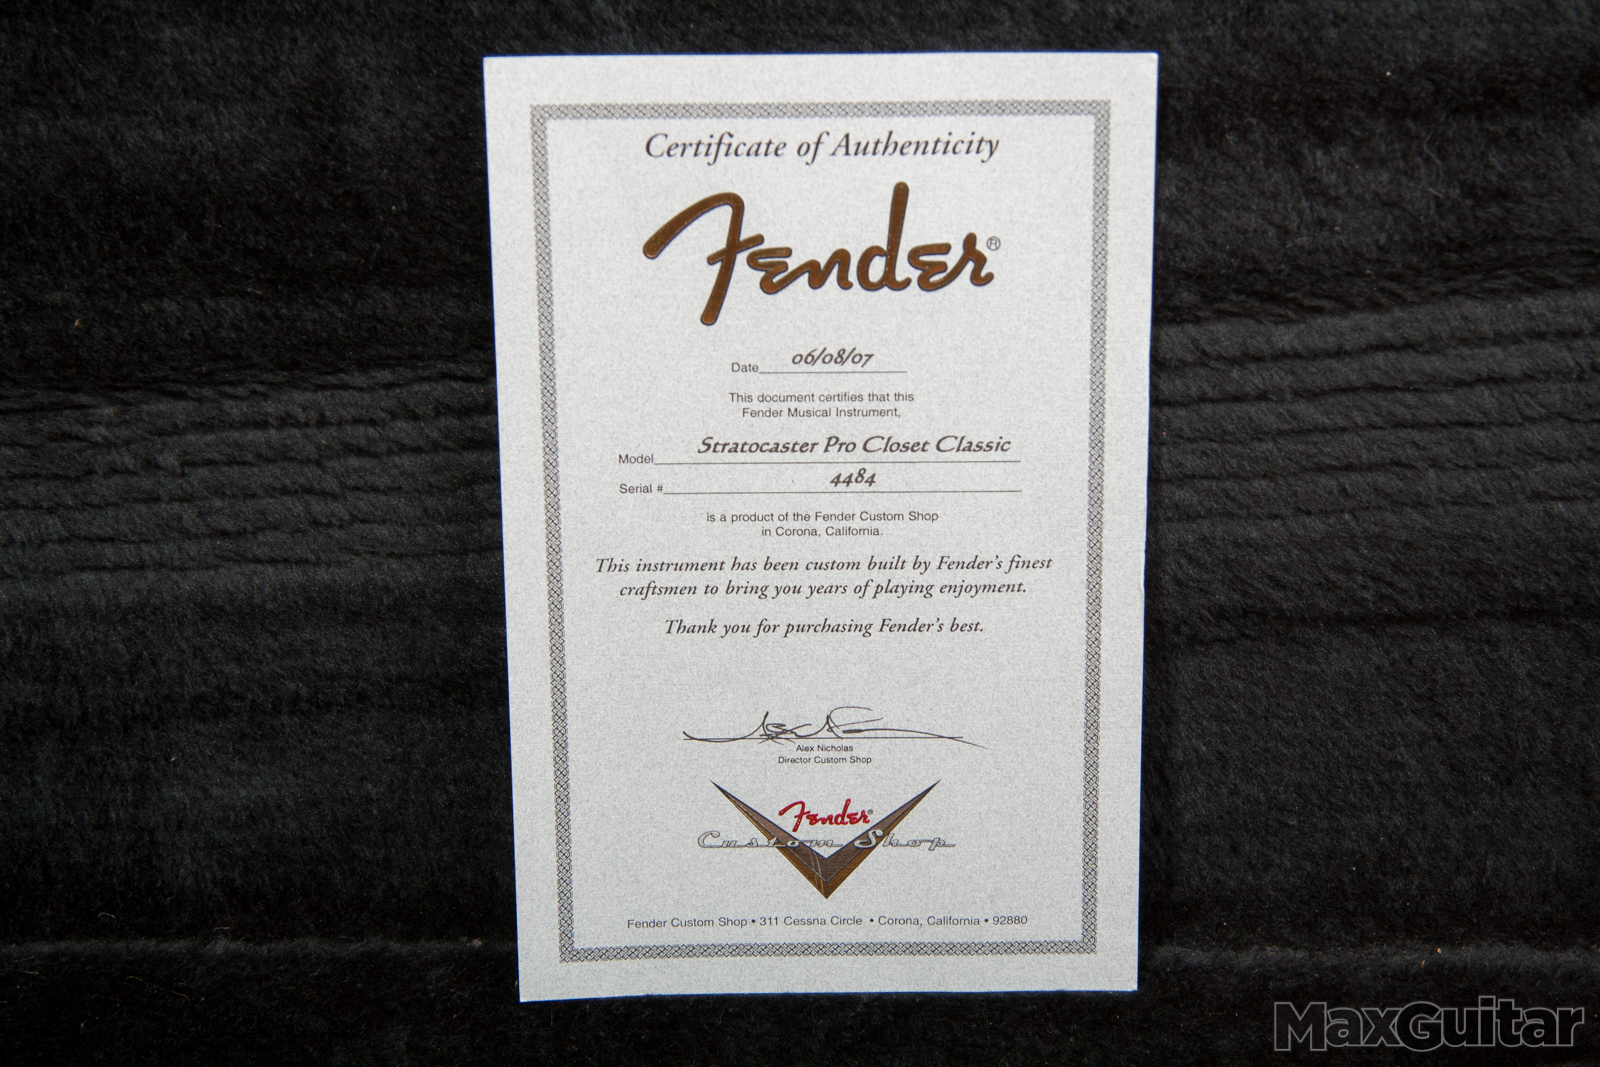 Certificate of Authenticity
Fender®
Date 06/08/07
This document certifies that this
Fender Musical Instrument,
Model Stratocaster Pro Closet Classic
Serial # 4484
is a product of the Fender Custom Shop
in Corona, California.
This instrument has been custom built by Fender's finest
craftsmen to bring you years of playing enjoyment.
Thank you for purchasing Fender's best.
Alex Nicholas
Director Custom Shop
Fender®
Custom Shop
Fender Custom Shop • 311 Cessna Circle • Corona, California • 92880
MaxGuitar